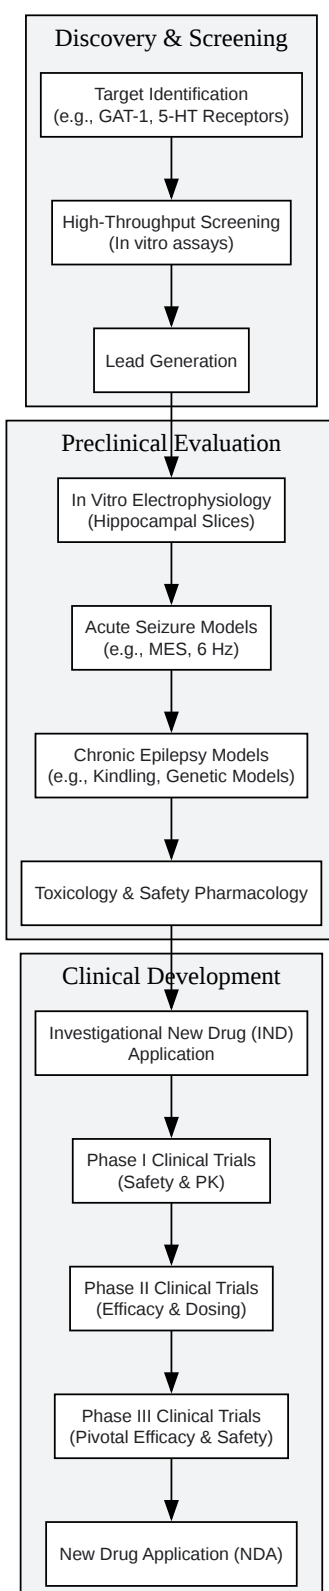 Discovery & Screening
Target Identification
(e.g., GAT-1, 5-HT Receptors)
High-Throughput Screening
(In vitro assays)
Lead Generation
Preclinical Evaluation
In Vitro Electrophysiology
(Hippocampal Slices)
Acute Seizure Models
(e.g., MES, 6 Hz)
Chronic Epilepsy Models
(e.g., Kindling, Genetic Models)
Toxicology & Safety Pharmacology
Clinical Development
Investigational New Drug (IND)
Application
Phase I Clinical Trials
(Safety & PK)
Phase II Clinical Trials
(Efficacy & Dosing)
Phase III Clinical Trials
(Pivotal Efficacy & Safety)
New Drug Application (NDA)